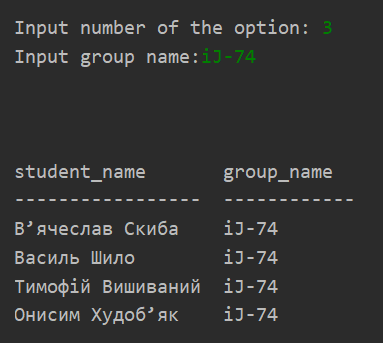 Input number of the option: 3
Input group name:iJ-74
student_name group_name
----------------- ------------
В’ячеслав Скиба iJ-74
Василь Шило iJ-74
Тимофій Вишиваний iJ-74
Онисим Худоб’як iJ-74